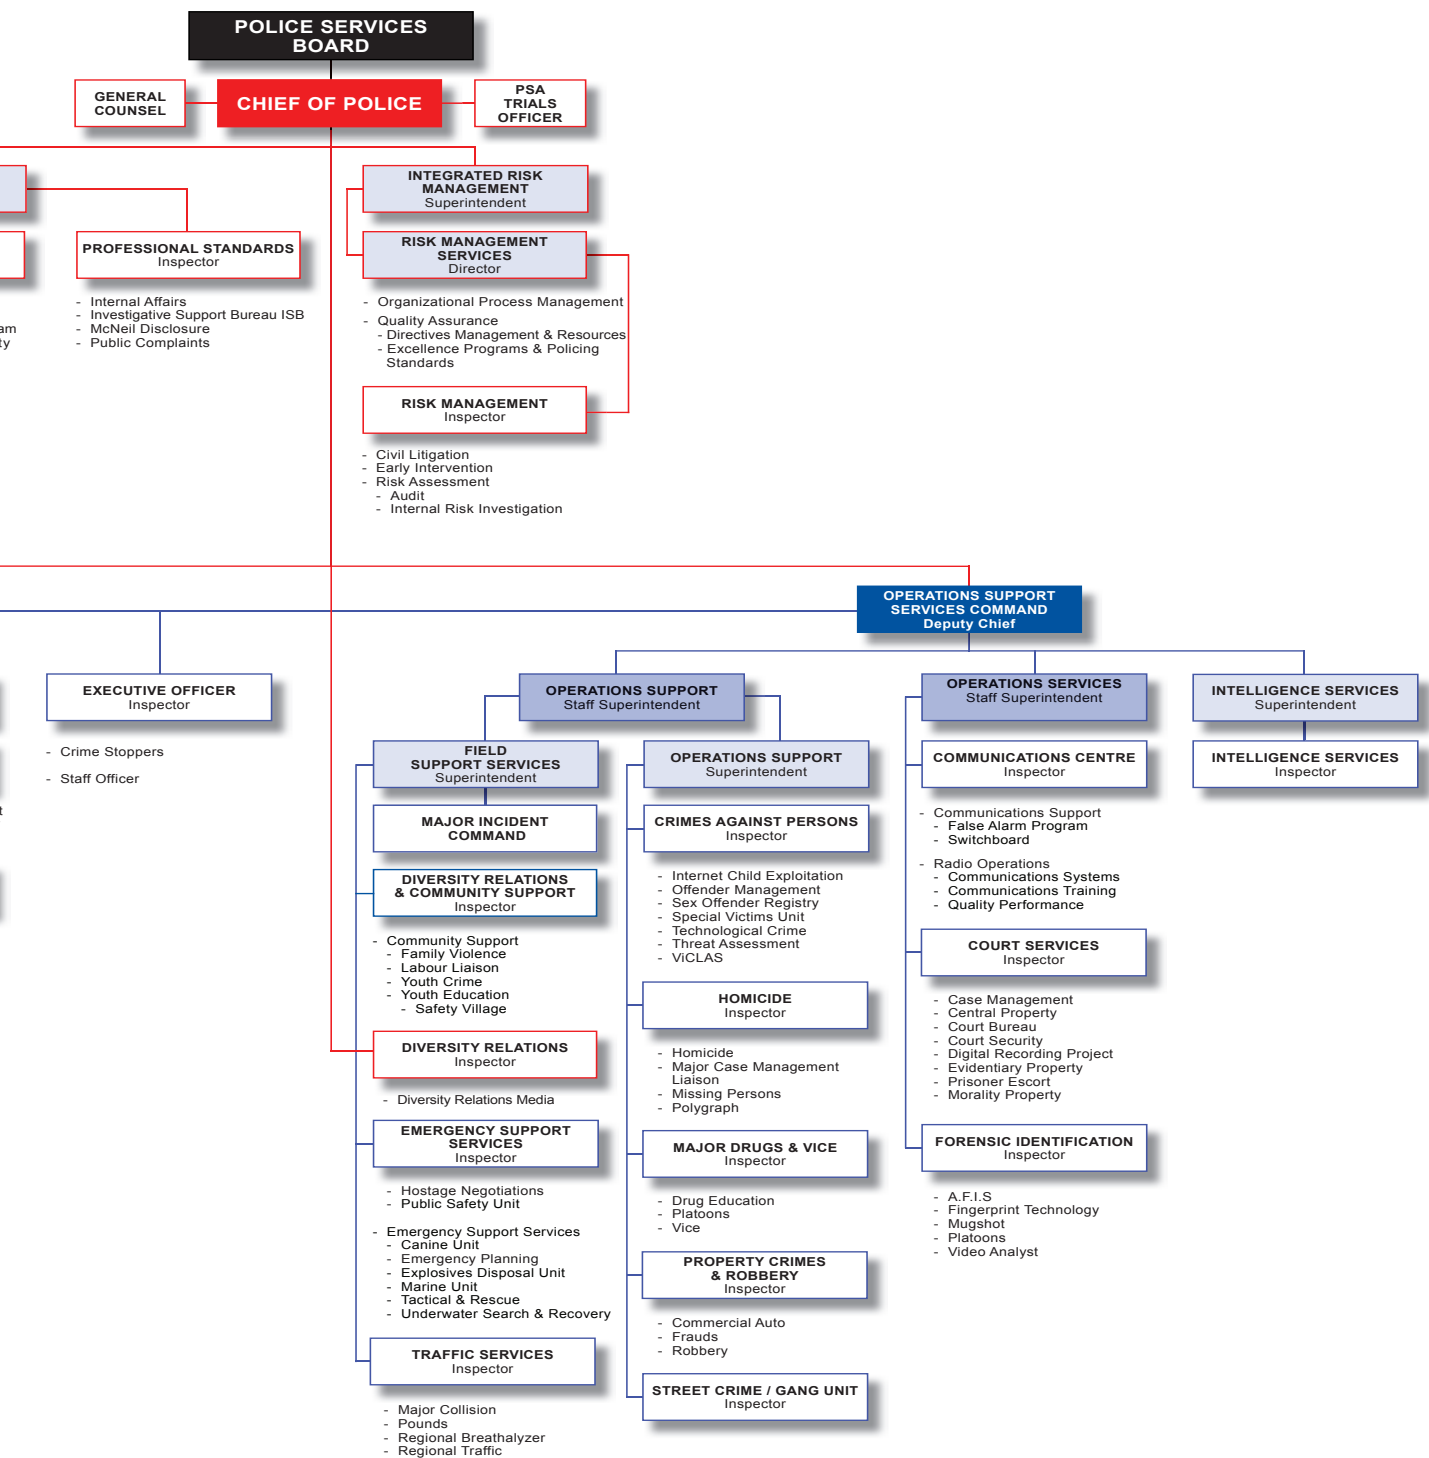 POLICE SERVICES
BOARD
GENERAL
COUNSEL
CHIEF OF POLICE
PSA
TRIALS
OFFICER
INTEGRATED RISK
MANAGEMENT
Superintendent
PROFESSIONAL STANDARDS
Inspector
- Internal Affairs
- Investigative Support Bureau ISB
- McNeil Disclosure
- Public Complaints
RISK MANAGEMENT
SERVICES
Director
- Organizational Process Management
- Quality Assurance
- Directives Management & Resources
- Excellence Programs & Policing
Standards
RISK MANAGEMENT
Inspector
- Civil Litigation
- Early Intervention
- Risk Assessment
- Audit
- Internal Risk Investigation
OPERATIONS SUPPORT
SERVICES COMMAND
Deputy Chief
EXECUTIVE OFFICER
Inspector
- Crime Stoppers
- Staff Officer
OPERATIONS SUPPORT
Staff Superintendent
FIELD
SUPPORT SERVICES
Superintendent
MAJOR INCIDENT
COMMAND
DIVERSITY RELATIONS
& COMMUNITY SUPPORT
Inspector
- Community Support
- Family Violence
- Labour Liaison
- Youth Crime
- Youth Education
- Safety Village
DIVERSITY RELATIONS
Inspector
- Diversity Relations Media
EMERGENCY SUPPORT
SERVICES
Inspector
- Hostage Negotiations
- Public Safety Unit
- Emergency Support Services
- Canine Unit
- Emergency Planning
- Explosives Disposal Unit
- Marine Unit
- Tactical & Rescue
- Underwater Search & Recovery
TRAFFIC SERVICES
Inspector
- Major Collision
- Pounds
- Regional Breathalyzer
- Regional Traffic
OPERATIONS SUPPORT
Superintendent
CRIMES AGAINST PERSONS
Inspector
- Internet Child Exploitation
- Offender Management
- Sex Offender Registry
- Special Victims Unit
- Technological Crime
- Threat Assessment
- ViCLAS
HOMICIDE
Inspector
- Homicide
- Major Case Management
Liaison
- Missing Persons
- Polygraph
MAJOR DRUGS & VICE
Inspector
- Drug Education
- Platoons
- Vice
PROPERTY CRIMES
& ROBBERY
Inspector
- Commercial Auto
- Frauds
- Robbery
STREET CRIME / GANG UNIT
Inspector
OPERATIONS SERVICES
Staff Superintendent
COMMUNICATIONS CENTRE
Inspector
- Communications Support
- False Alarm Program
- Switchboard
- Radio Operations
- Communications Systems
- Communications Training
- Quality Performance
COURT SERVICES
Inspector
- Case Management
- Central Property
- Court Bureau
- Court Security
- Digital Recording Project
- Evidentiary Property
- Prisoner Escort
- Morality Property
FORENSIC IDENTIFICATION
Inspector
- A.F.I.S
- Fingerprint Technology
- Mugshot
- Platoons
- Video Analyst
INTELLIGENCE SERVICES
Superintendent
INTELLIGENCE SERVICES
Inspector